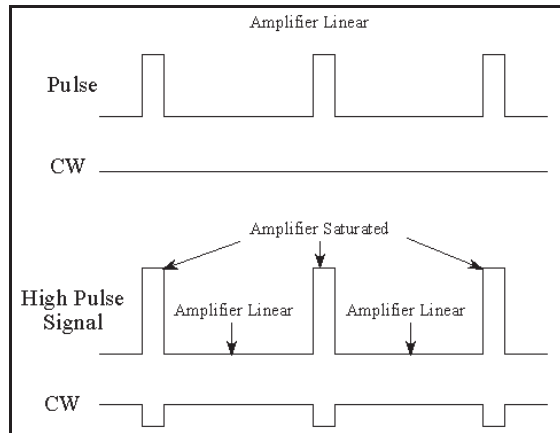 Amplifier Linear
Pulse
CW
Amplifier Saturated
High Pulse
Signal
Amplifier Linear
Amplifier Linear
CW